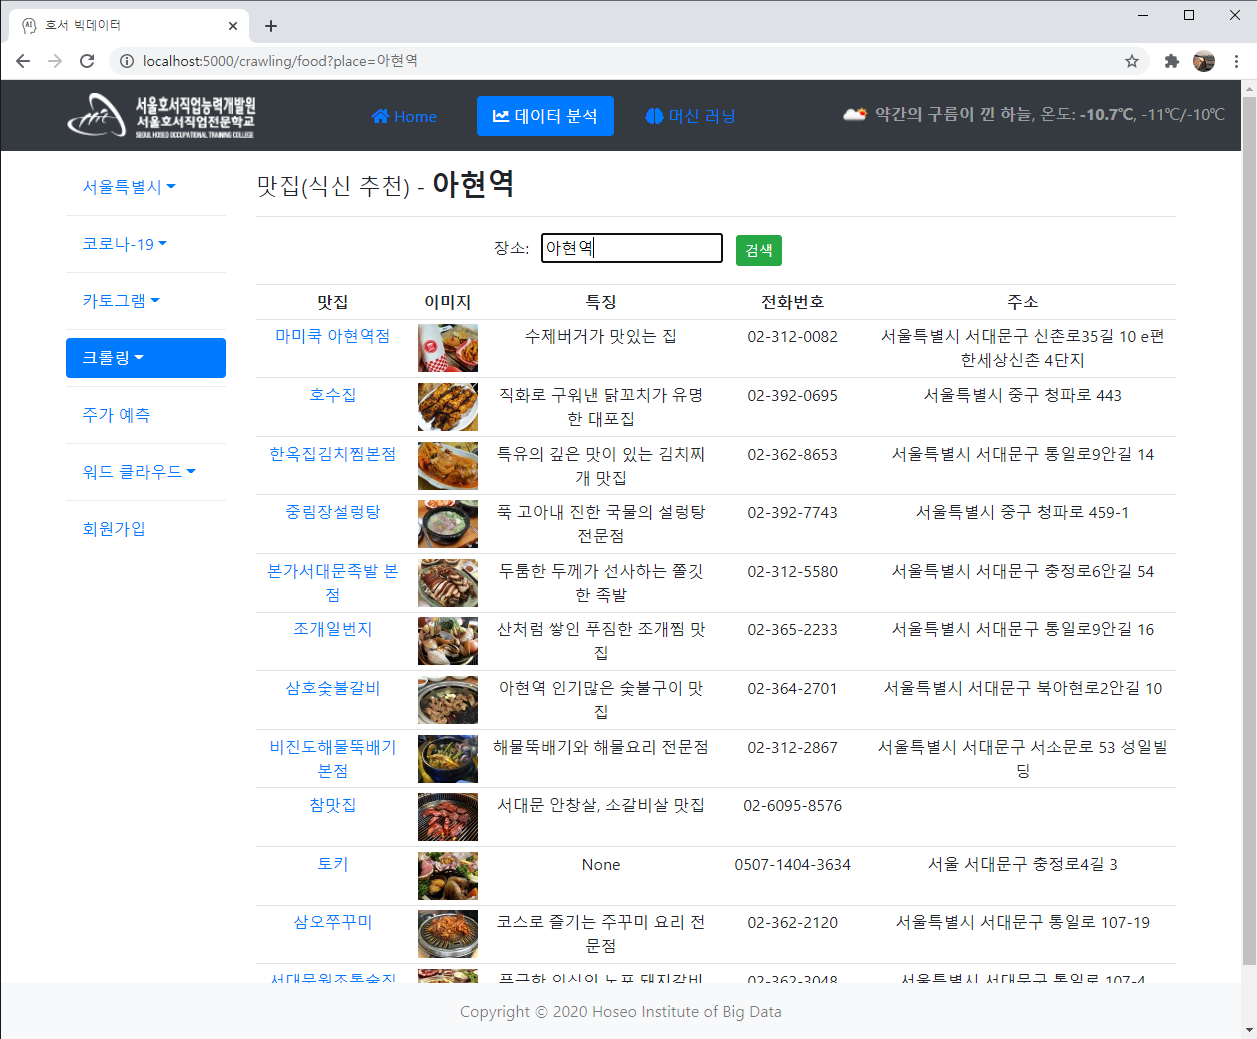 호서 빅데이터
localhost:5000/crawling/food?place=아현역
서울호서직업능력개발원
서울호서직업전문학교
SEOUL HOSEO OCCUPATIONAL TRAINING COLLEGE
Home
데이터 분석
머신 러닝
약간의 구름이 낀 하늘, 온도: -10.7℃, -11℃/-10℃
서울특별시
코로나-19
카토그램
크롤링
주가 예측
워드 클라우드
회원가입
맛집(식신 추천) - 아현역
장소: 아현역 검색
맛집 이미지 특징 전화번호 주소
마미쿡 아현역점 수제버거가 맛있는 집 02-312-0082 서울특별시 서대문구 신촌로35길 10 e편
한세상신촌 4단지
호수집 직화로 구워낸 닭꼬치가 유명 02-392-0695 서울특별시 중구 청파로 443
한 대포집
한옥집김치찜본점 특유의 깊은 맛이 있는 김치찌 02-362-8653 서울특별시 서대문구 통일로9안길 14
개 맛집
중림장설렁탕 푹 고아내 진한 국물의 설렁탕 02-392-7743 서울특별시 중구 청파로 459-1
전문점
본가서대문족발 본 두툼한 두께가 선사하는 쫄깃 02-312-5580 서울특별시 서대문구 충정로6안길 54
점 한 족발
조개일번지 산처럼 쌓인 푸짐한 조개찜 맛 02-365-2233 서울특별시 서대문구 통일로9안길 16
집
삼호숯불갈비 아현역 인기많은 숯불구이 맛 02-364-2701 서울특별시 서대문구 북아현로2안길 10
집
비진도해물뚝배기 해물뚝배기와 해물요리 전문점 02-312-2867 서울특별시 서대문구 서소문로 53 성일빌
본점 딩
참맛집 서대문 안창살, 소갈비살 맛집 02-6095-8576
토키 None 0507-1404-3634 서울 서대문구 충정로4길 3
삼오쭈꾸미 코스로 즐기는 주꾸미 요리 전 02-362-2120 서울특별시 서대문구 통일로 107-19
문점
서대문원조통술집 02-362-3048 서울특별시 서대문구 통일로 107-4
Copyright © 2020 Hoseo Institute of Big Data